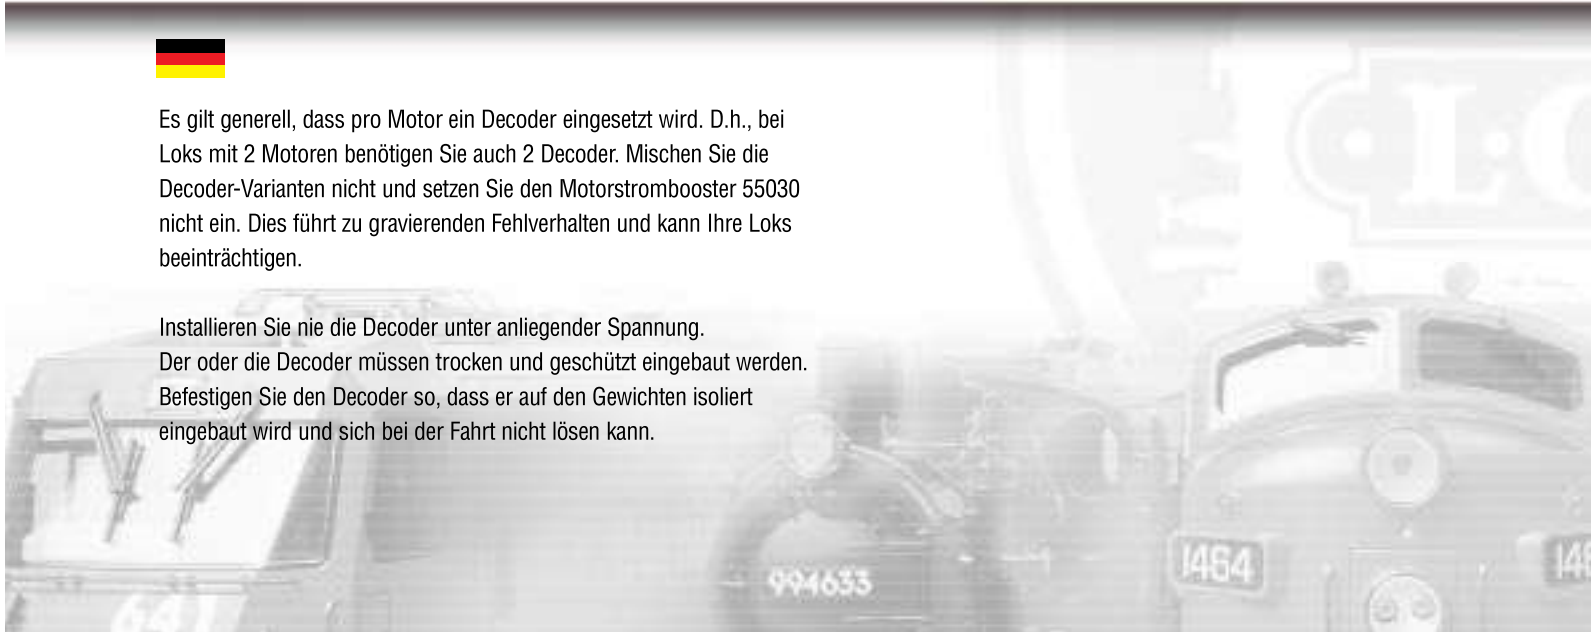 Es gilt generell, dass pro Motor ein Decoder eingesetzt wird. D.h., bei
Loks mit 2 Motoren benötigen Sie auch 2 Decoder. Mischen Sie die
Decoder-Varianten nicht und setzen Sie den Motorstrombooster 55030
nicht ein. Dies führt zu gravierenden Fehlverhalten und kann Ihre Loks
beeinträchtigen.
Installieren Sie nie die Decoder unter anliegender Spannung.
Der oder die Decoder müssen trocken und geschützt eingebaut werden.
Befestigen Sie den Decoder so, dass er auf den Gewichten isoliert
eingebaut wird und sich bei der Fahrt nicht lösen kann.
994633
1464
641